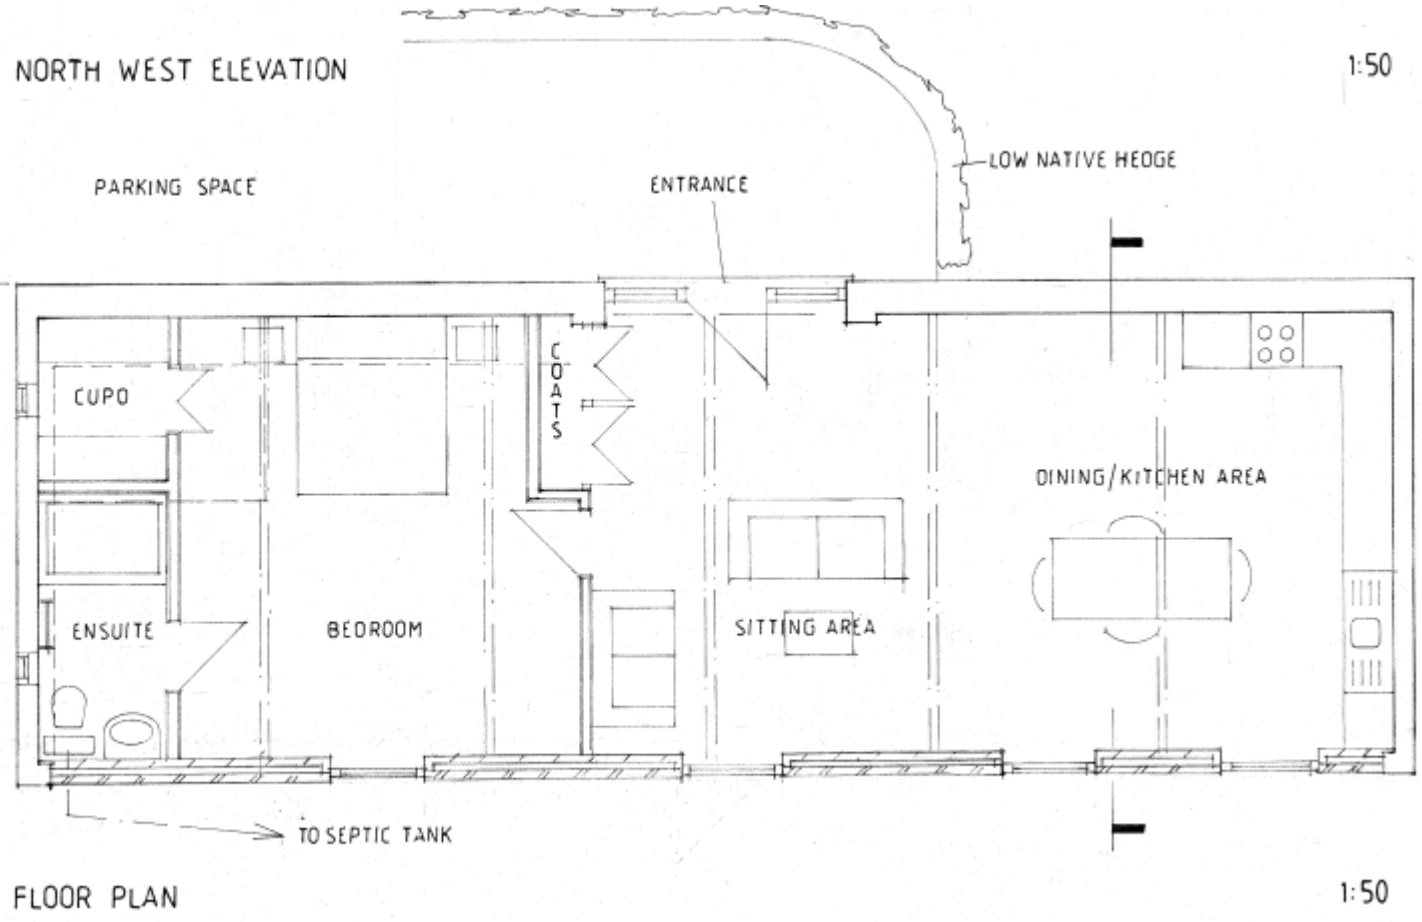 NORTH WEST ELEVATION
1:50
LOW NATIVE HEDGE
PARKING SPACE
ENTRANCE
COATS
CUPD
DINING/KITCHEN AREA
ENSUITE
BEDROOM
SITTING AREA
TO SEPTIC TANK
FLOOR PLAN
1:50